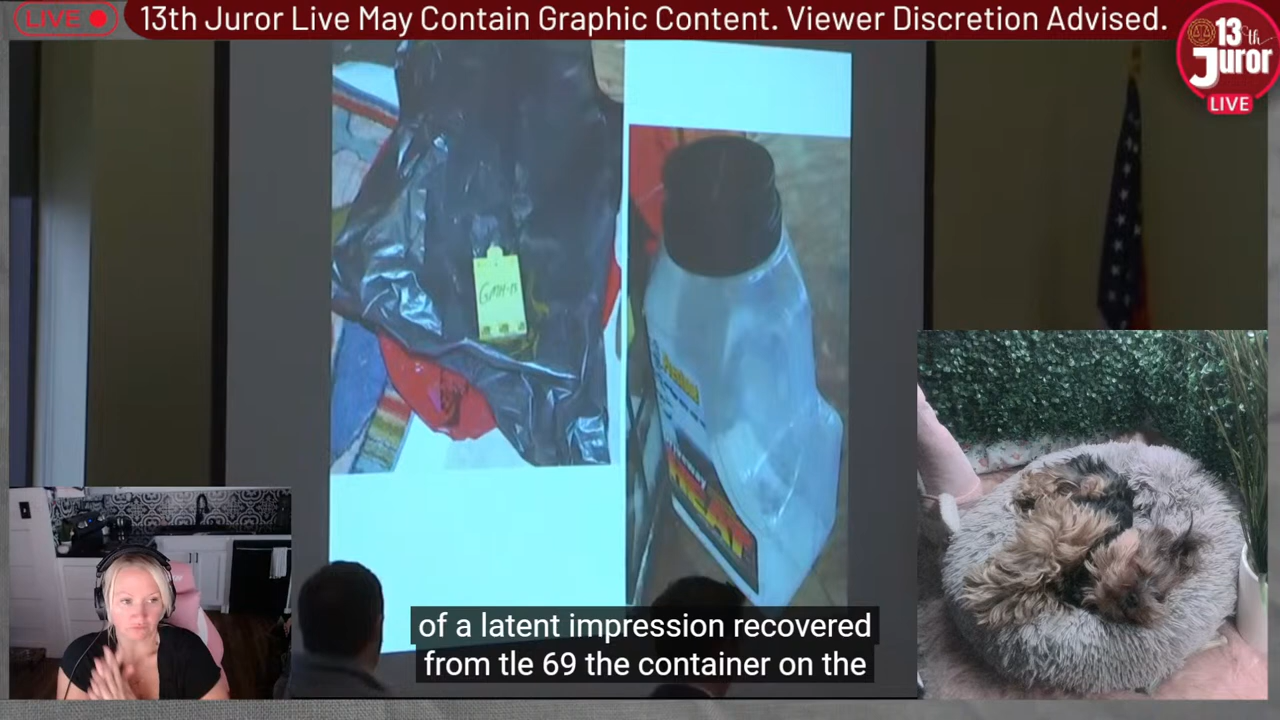 LIVE
13th Juror Live May Contain Graphic Content. Viewer Discretion Advised.
13th
Juror
LIVE
HEAT
of a latent impression recovered
from tle 69 the container on the